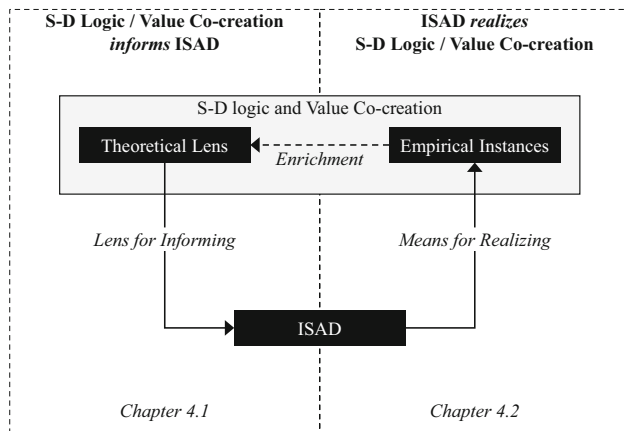 S-D Logic / Value Co-creation
informs ISAD
ISAD realizes
S-D Logic / Value Co-creation
S-D logic and Value Co-creation
Theoretical Lens
Enrichment
Empirical Instances
Lens for Informing
Means for Realizing
ISAD
Chapter 4.1
Chapter 4.2